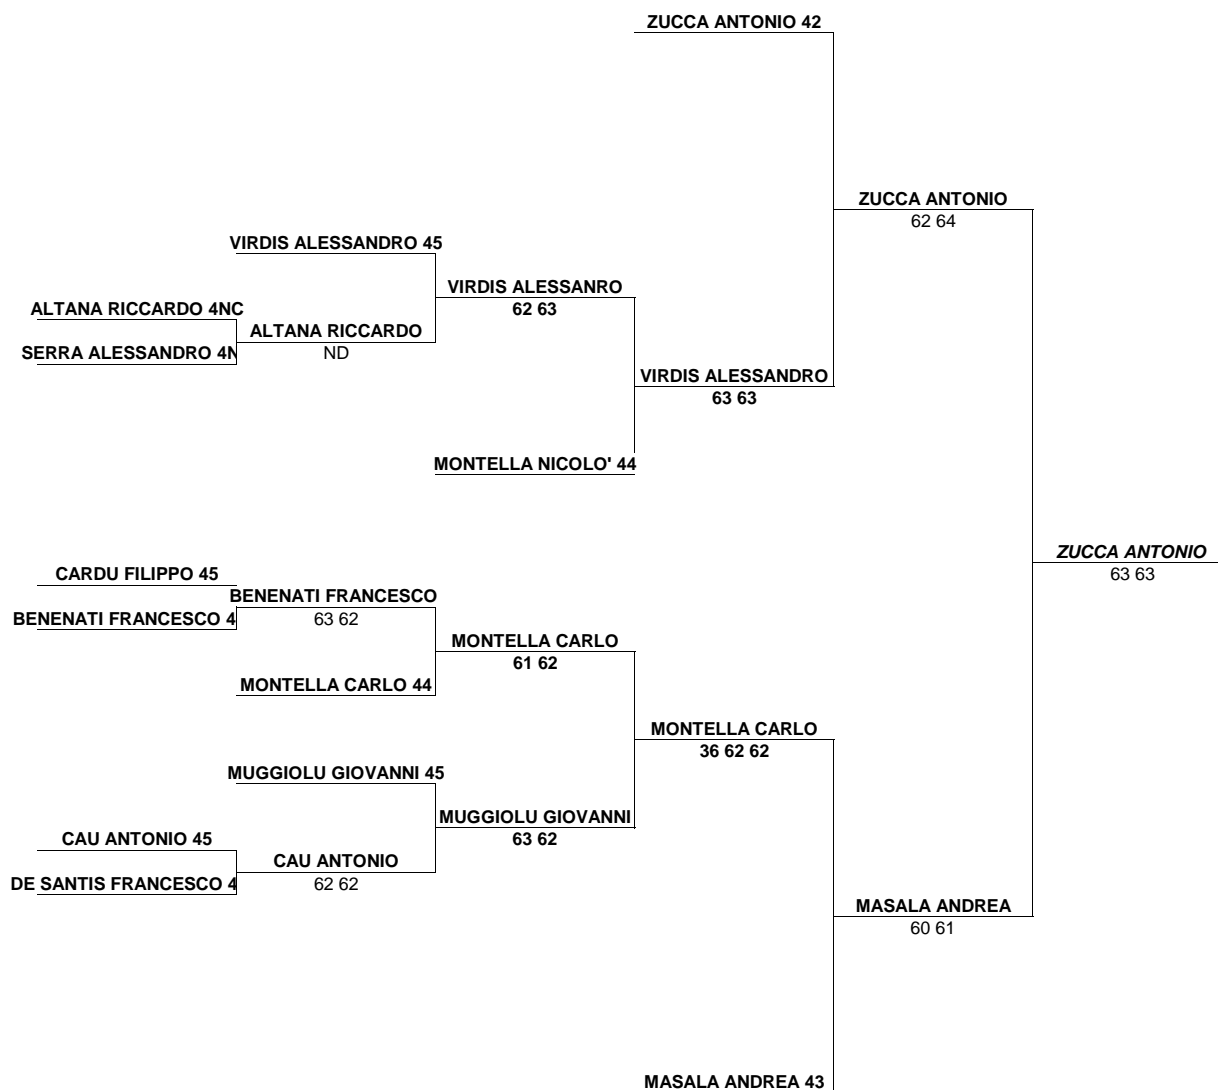 ZUCCA ANTONIO 42
ZUCCA ANTONIO
62 64
VIRDIS ALESSANDRO 45
VIRDIS ALESSANRO
62 63
ALTANA RICCARDO 4NC
ALTANA RICCARDO
ND
SERRA ALESSANDRO 4N
VIRDIS ALESSANDRO
63 63
MONTELLA NICOLO' 44
ZUCCA ANTONIO
63 63
CARDU FILIPPO 45
BENENATI FRANCESCO
63 62
BENENATI FRANCESCO 4
MONTELLA CARLO
61 62
MONTELLA CARLO 44
MONTELLA CARLO
36 62 62
MUGGIOLU GIOVANNI 45
MUGGIOLU GIOVANNI
63 62
CAU ANTONIO 45
CAU ANTONIO
62 62
DE SANTIS FRANCESCO 4
MASALA ANDREA
60 61
MASALA ANDREA 43